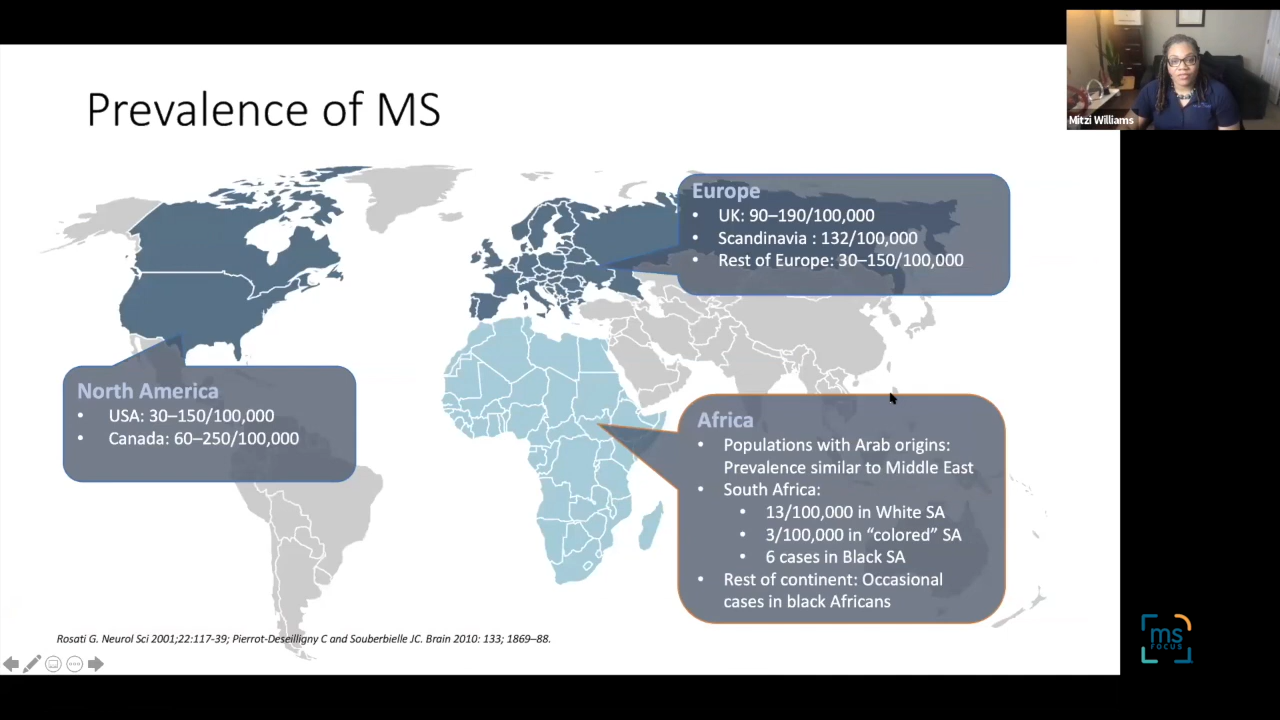 Prevalence of MS
Mitzi Williams
Europe
• UK: 90–190/100,000
• Scandinavia : 132/100,000
• Rest of Europe: 30–150/100,000
North America
• USA: 30–150/100,000
• Canada: 60–250/100,000
Africa
• Populations with Arab origins:
Prevalence similar to Middle East
• South Africa:
• 13/100,000 in White SA
• 3/100,000 in “colored” SA
• 6 cases in Black SA
• Rest of continent: Occasional
cases in black Africans
Rosati G. Neurol Sci 2001;22:117-39; Pierrot-Deseilligny C and Souberbielle JC. Brain 2010: 133; 1869–88.
ms
FOCUS